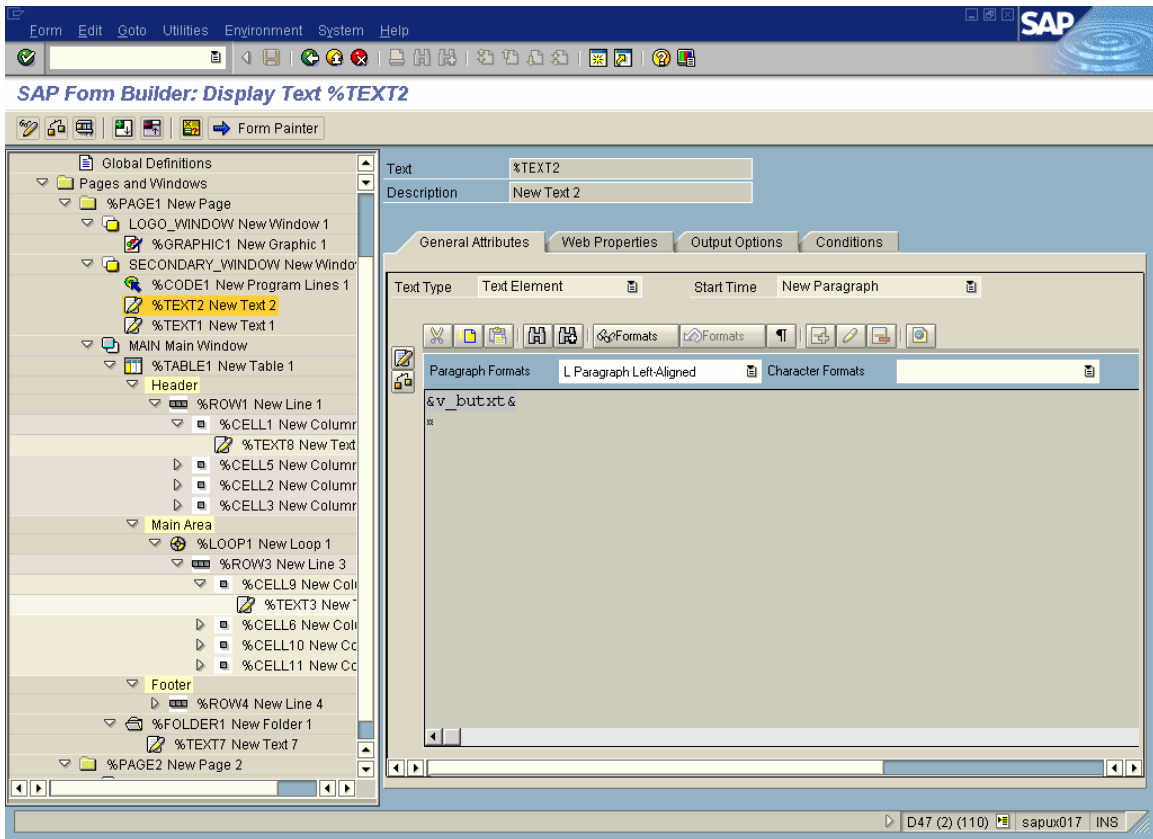 Form Edit Goto Utilities Environment System Help
SAP
SAP Form Builder: Display Text %TEXT2
Form Painter
Global Definitions
Pages and Windows
%PAGE1 New Page
LOGO_WINDOW New Window 1
%GRAPHIC1 New Graphic 1
SECONDARY_WINDOW New Windo
%CODE1 New Program Lines 1
%TEXT2 New Text 2
%TEXT1 New Text 1
MAIN Main Window
%TABLE1 New Table 1
Header
%ROW1 New Line 1
%CELL1 New Column
%TEXT8 New Text
%CELL5 New Column
%CELL2 New Column
%CELL3 New Column
Main Area
%LOOP1 New Loop 1
%ROW3 New Line 3
%CELL9 New Colu
%TEXT3 New T
%CELL6 New Colu
%CELL10 New Co
%CELL11 New Co
Footer
%ROW4 New Line 4
%FOLDER1 New Folder 1
%TEXT7 New Text 7
%PAGE2 New Page 2
Text %TEXT2
Description New Text 2
General Attributes Web Properties Output Options Conditions
Text Type Text Element Start Time New Paragraph
Formats Formats ¶
Paragraph Formats L Paragraph Left-Aligned Character Formats
&v_butxt&
D47 (2) (110) sapux017 INS